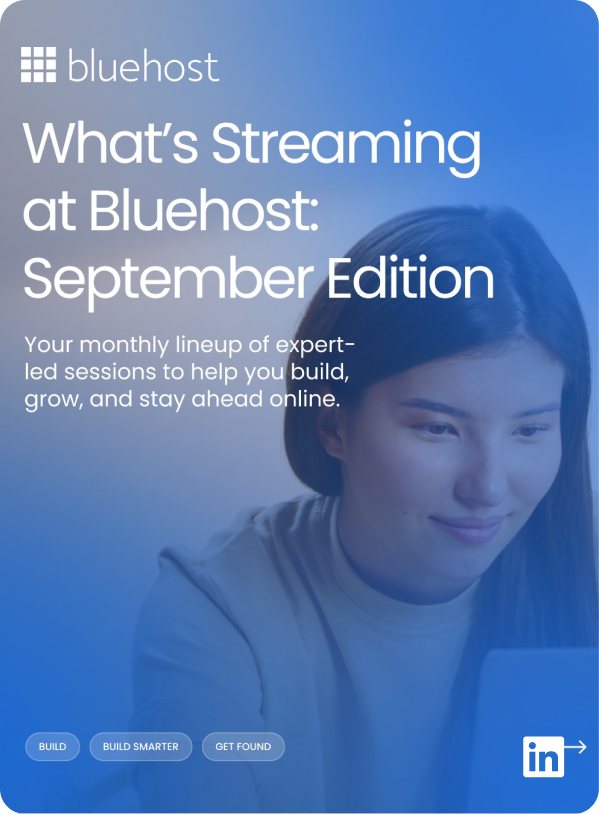 bluehost
What's Streaming
at Bluehost:
September Edition
Your monthly lineup of expert-
led sessions to help you build,
grow, and stay ahead online.
BUILD
BUILD SMARTER
GET FOUND
in